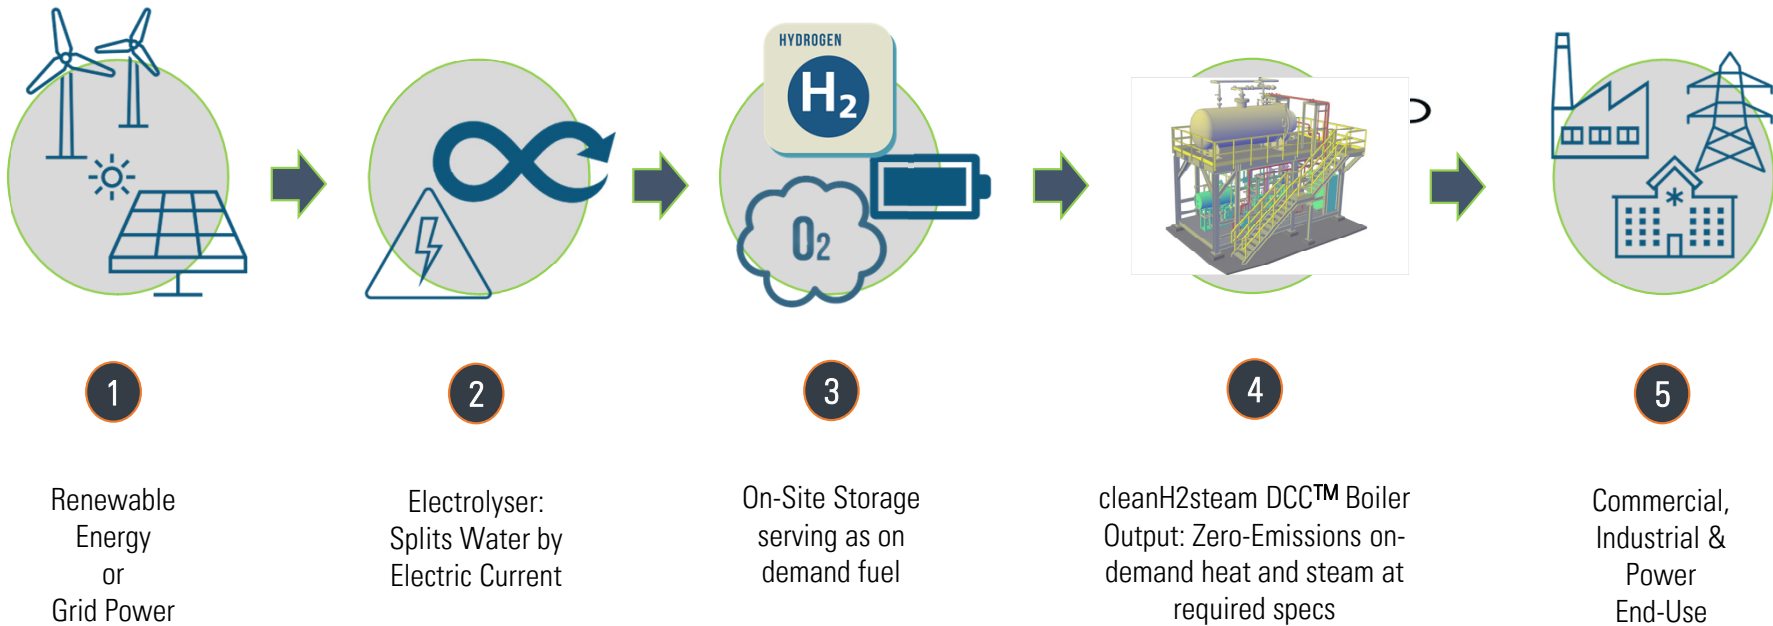 HYDROGEN
H2
O2
1
2
3
4
5
Renewable
Energy
or
Grid Power
Electrolyser:
Splits Water by
Electric Current
On-Site Storage
serving as on
demand fuel
cleanH2steam DCC™ Boiler
Output: Zero-Emissions on-
demand heat and steam at
required specs
Commercial,
Industrial &
Power
End-Use